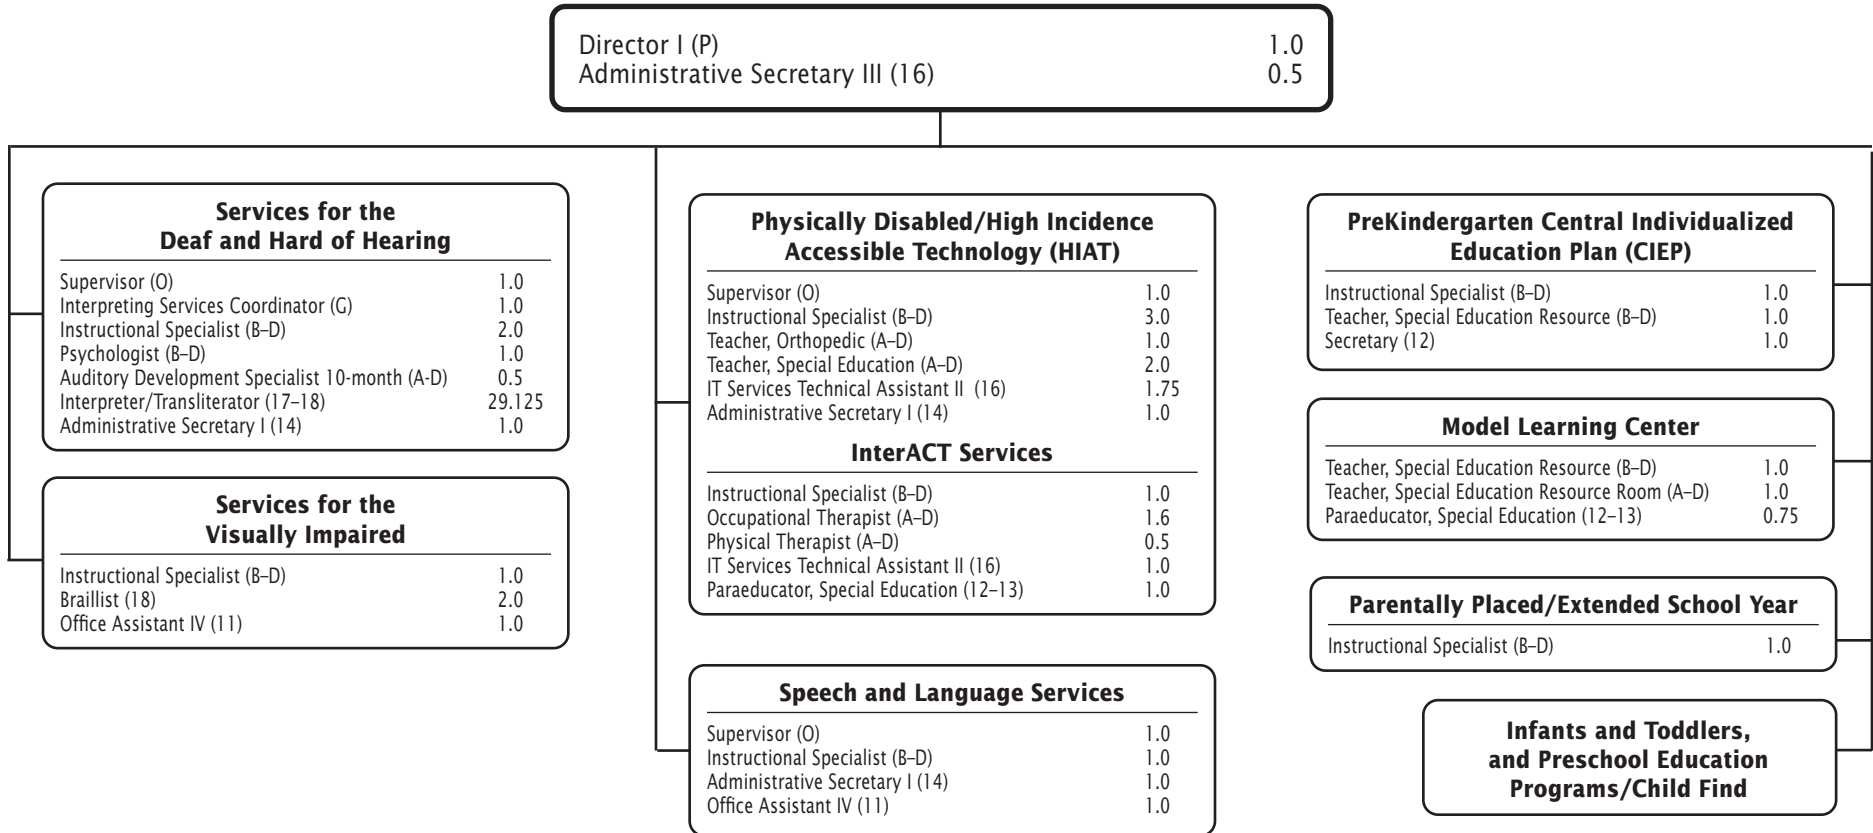 Director I (P) 1.0
Administrative Secretary III (16) 0.5
Services for the
Deaf and Hard of Hearing
Supervisor (O) 1.0
Interpreting Services Coordinator (G) 1.0
Instructional Specialist (B–D) 2.0
Psychologist (B–D) 1.0
Auditory Development Specialist 10-month (A-D) 0.5
Interpreter/Transliterator (17–18) 29.125
Administrative Secretary I (14) 1.0
Services for the
Visually Impaired
Instructional Specialist (B–D) 1.0
Braillist (18) 2.0
Office Assistant IV (11) 1.0
Physically Disabled/High Incidence
Accessible Technology (HIAT)
Supervisor (O) 1.0
Instructional Specialist (B–D) 3.0
Teacher, Orthopedic (A–D) 1.0
Teacher, Special Education (A–D) 2.0
IT Services Technical Assistant II (16) 1.75
Administrative Secretary I (14) 1.0
InterACT Services
Instructional Specialist (B–D) 1.0
Occupational Therapist (A–D) 1.6
Physical Therapist (A–D) 0.5
IT Services Technical Assistant II (16) 1.0
Paraeducator, Special Education (12–13) 1.0
Speech and Language Services
Supervisor (O) 1.0
Instructional Specialist (B–D) 1.0
Administrative Secretary I (14) 1.0
Office Assistant IV (11) 1.0
PreKindergarten Central Individualized
Education Plan (CIEP)
Instructional Specialist (B–D) 1.0
Teacher, Special Education Resource (B–D) 1.0
Secretary (12) 1.0
Model Learning Center
Teacher, Special Education Resource (B–D) 1.0
Teacher, Special Education Resource Room (A–D) 1.0
Paraeducator, Special Education (12–13) 0.75
Parentally Placed/Extended School Year
Instructional Specialist (B–D) 1.0
Infants and Toddlers,
and Preschool Education
Programs/Child Find